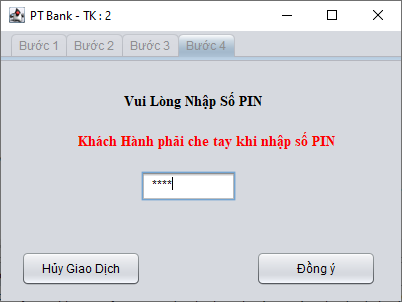 PT Bank - TK : 2
Bước 1 Bước 2 Bước 3 Bước 4
Vui Lòng Nhập Số PIN
Khách Hành phải che tay khi nhập số PIN
****
Hủy Giao Dịch Đồng ý